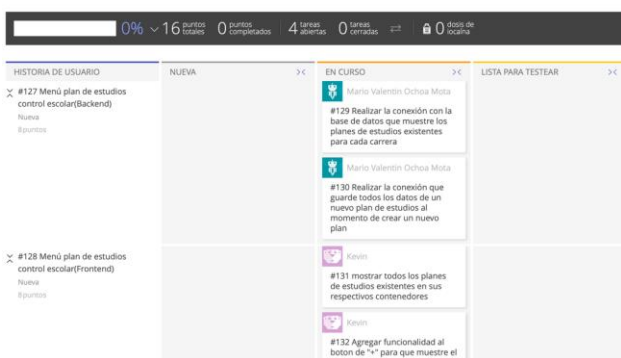 0% 16 puntos totales 0 puntos completados 4 tareas abiertas 0 tareas cerradas 0 dosis de locaína
HISTORIA DE USUARIO NUEVA EN CURSO LISTA PARA TESTEAR
#127 Menú plan de estudios
control escolar(Backend)
Nueva
8puntos
Mario Valentin Ochoa Mota
#129 Realizar la conexión con la
base de datos que muestre los
planes de estudios existentes
para cada carrera
Mario Valentin Ochoa Mota
#130 Realizar la conexión que
guarde todos los datos de un
nuevo plan de estudios al
momento de crear un nuevo
plan
#128 Menú plan de estudios
control escolar(Frontend)
Nueva
8puntos
Kevin
#131 mostrar todos los planes
de estudios existentes en sus
respectivos contenedores
Kevin
#132 Agregar funcionalidad al
boton de "+" para que muestre el